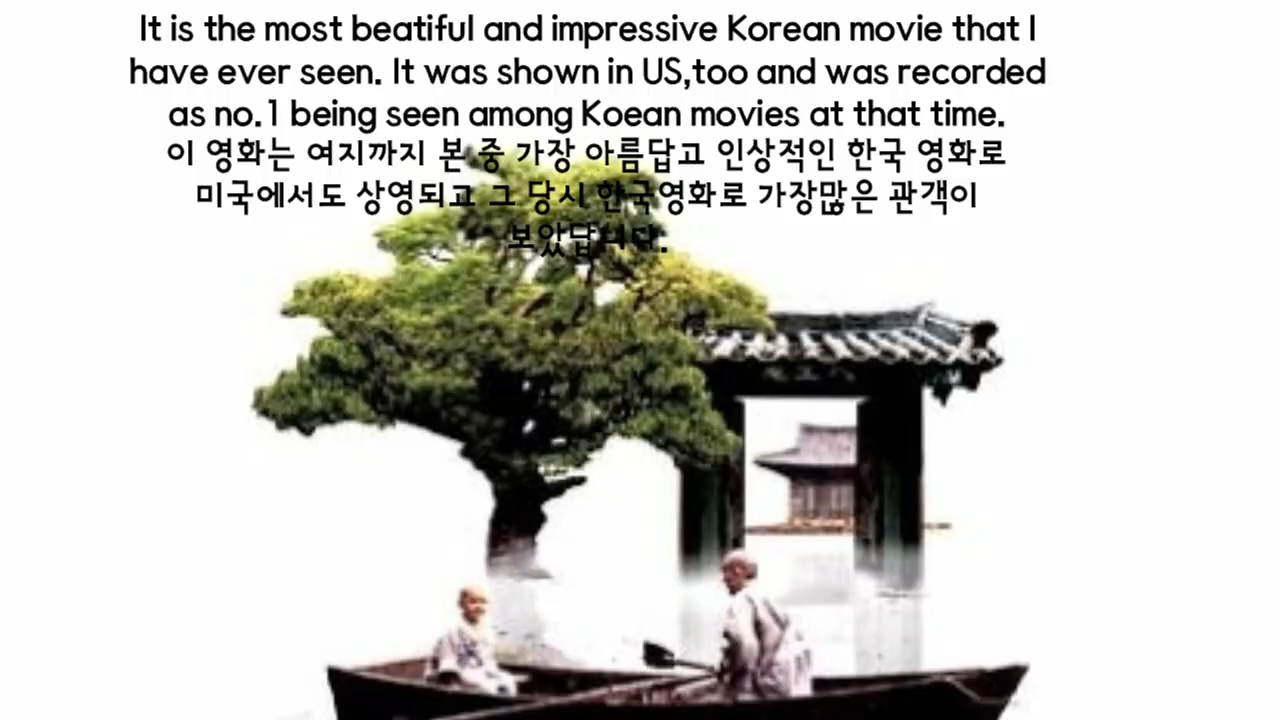 It is the most beatiful and impressive Korean movie that I
have ever seen. It was shown in US,too and was recorded
as no.1 being seen among Koean movies at that time.
이 영화는 여지까지 본 중 가장 아름답고 인상적인 한국 영화로
미국에서도 상영되고 그 당시 한국영화로 가장많은 관객이
보았답니다.